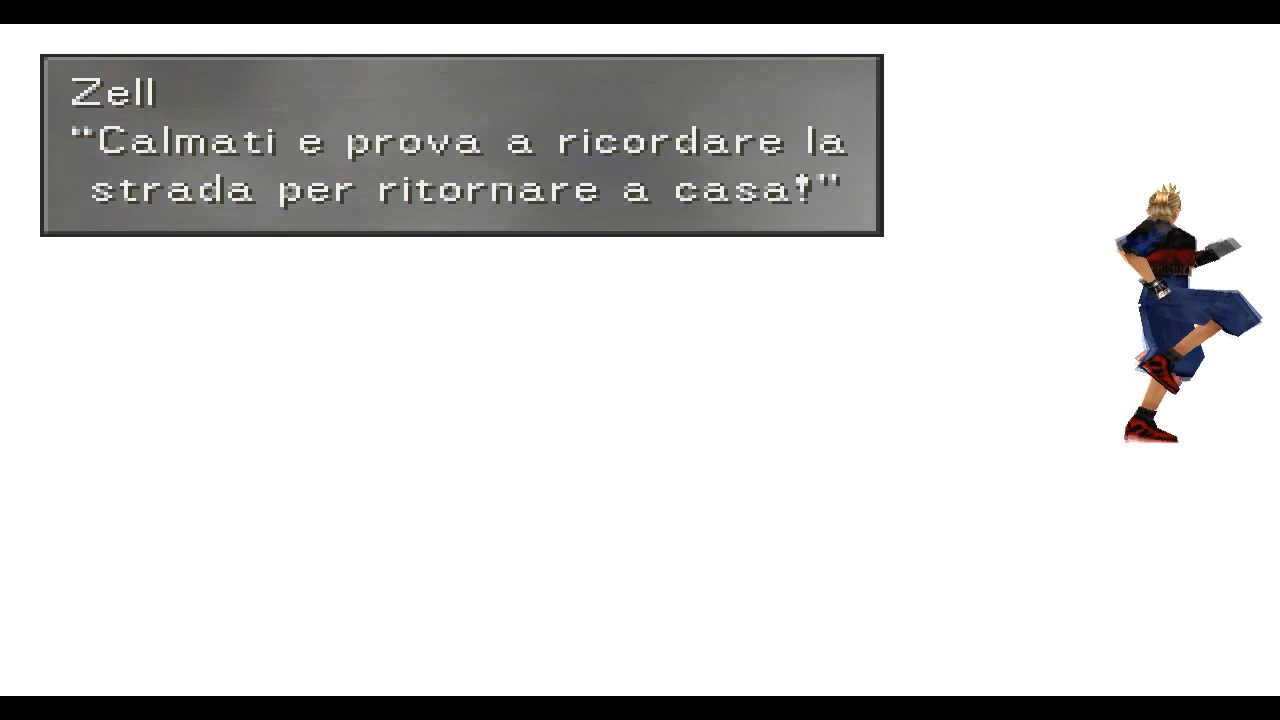 Zell
"Calmati e prova a ricordare la
strada per ritornare a casa!"